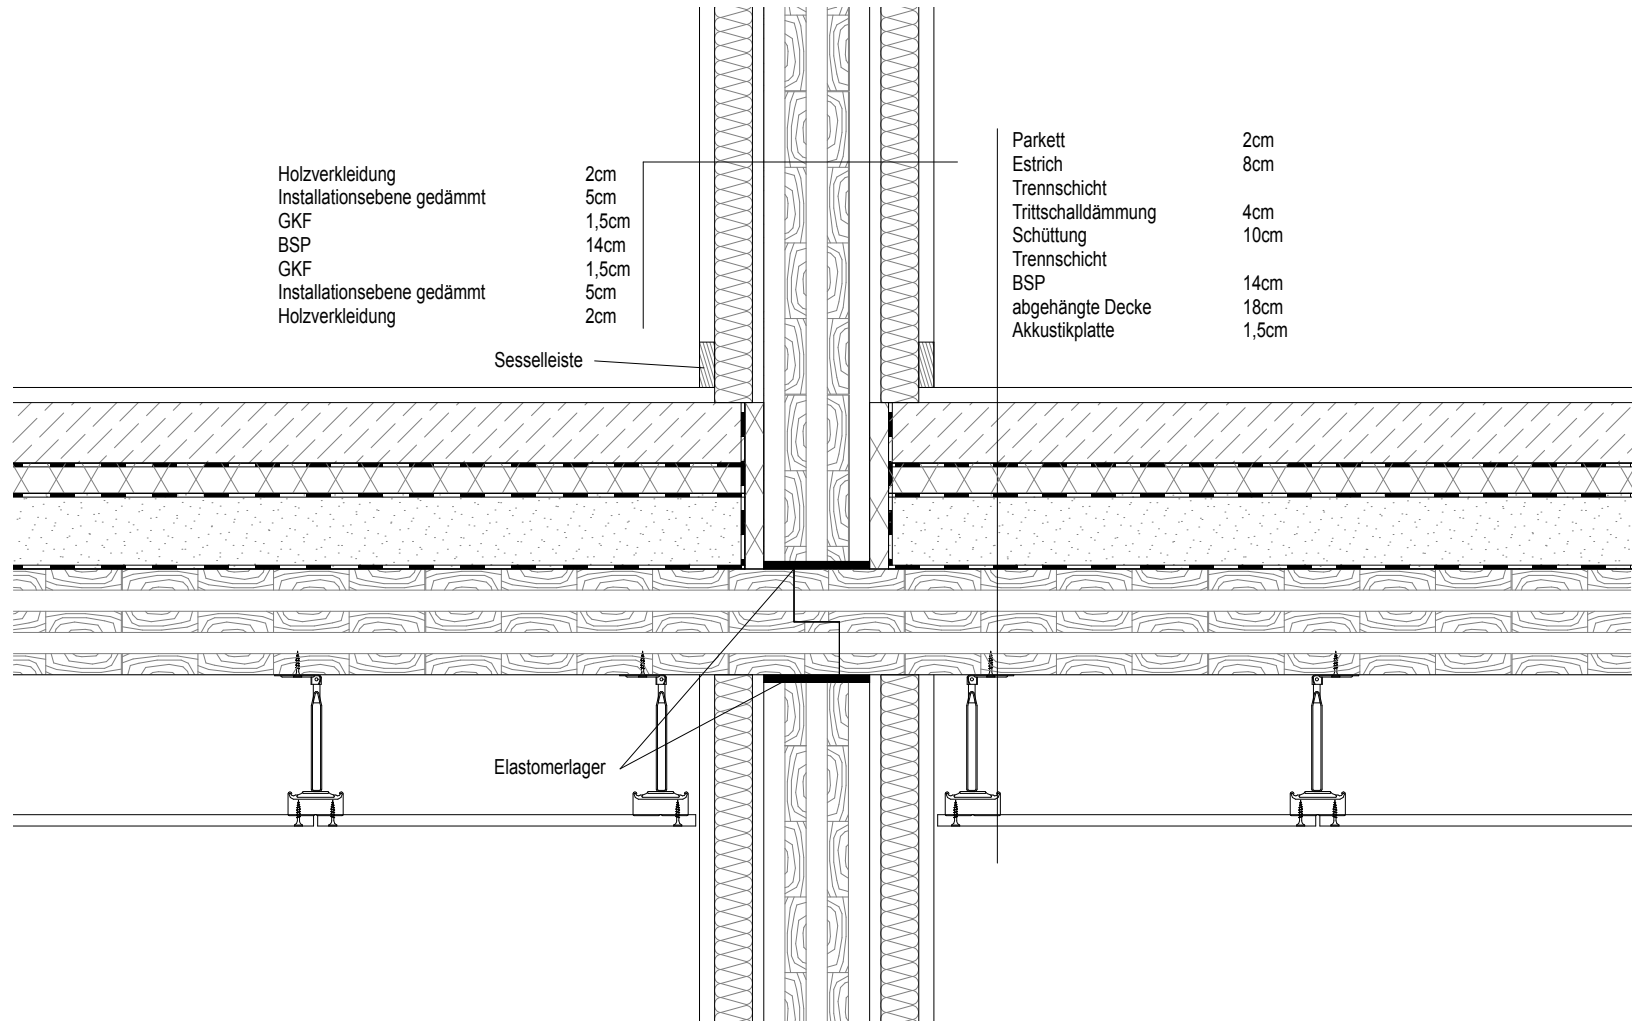 Holzverkleidung 2cm
Installationsebene gedämmt 5cm
GKF 1,5cm
BSP 14cm
GKF 1,5cm
Installationsebene gedämmt 5cm
Holzverkleidung 2cm
Sesselleiste
Parkett 2cm
Estrich 8cm
Trennschicht
Trittschalldämmung 4cm
Schüttung 10cm
Trennschicht
BSP 14cm
abgehängte Decke 18cm
Akkustikplatte 1,5cm
Elastomerlager